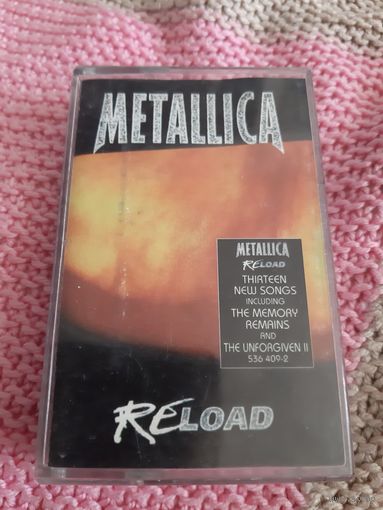 METALLICA
METALLICA
RELOAD
THIRTEEN
NEW SONGS
INCLUDING
THE MEMORY
REMAINS
AND
THE UNFORGIVEN II
536 409-2
RELOAD